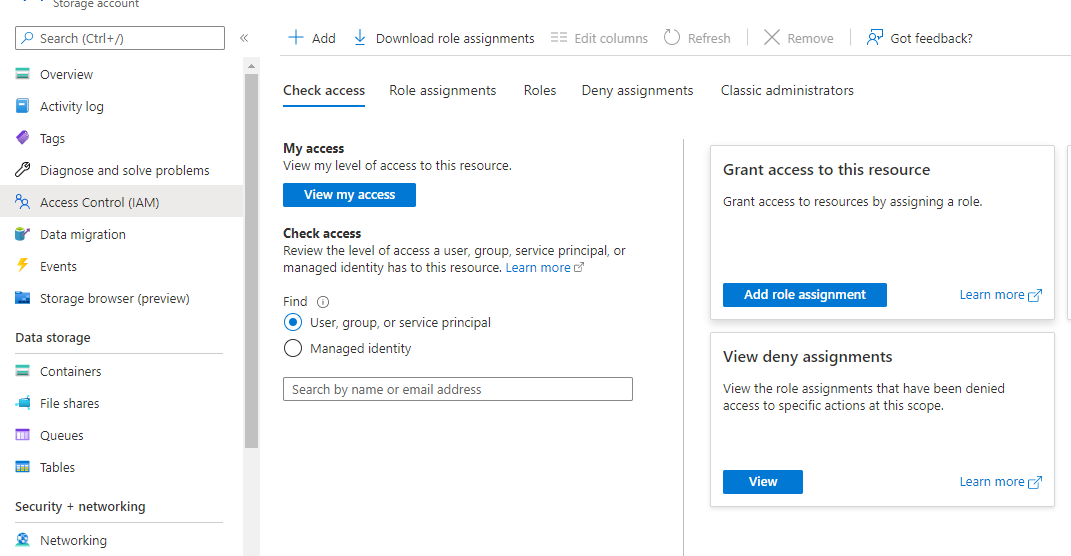 Storage account
Search (Ctrl+/)
«
Overview
Activity log
Tags
Diagnose and solve problems
Access Control (IAM)
Data migration
Events
Storage browser (preview)
Data storage
Containers
File shares
Queues
Tables
Security + networking
Networking
Add
Download role assignments
Edit columns
Refresh
Remove
Got feedback?
Check access
Role assignments
Roles
Deny assignments
Classic administrators
My access
View my level of access to this resource.
View my access
Check access
Review the level of access a user, group, service principal, or
managed identity has to this resource. Learn more
Find
User, group, or service principal
Managed identity
Search by name or email address
Grant access to this resource
Grant access to resources by assigning a role.
Add role assignment
Learn more
View deny assignments
View the role assignments that have been denied
access to specific actions at this scope.
View
Learn more